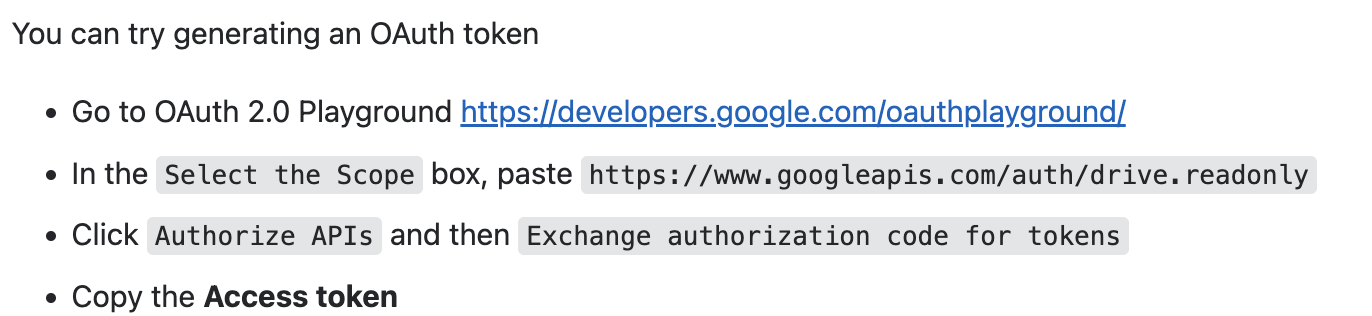 You can try generating an OAuth token
• Go to OAuth 2.0 Playground https://developers.google.com/oauthplayground/
• In the Select the Scope box, paste https://www.googleapis.com/auth/drive.readonly
• Click Authorize APIs and then Exchange authorization code for tokens
• Copy the Access token